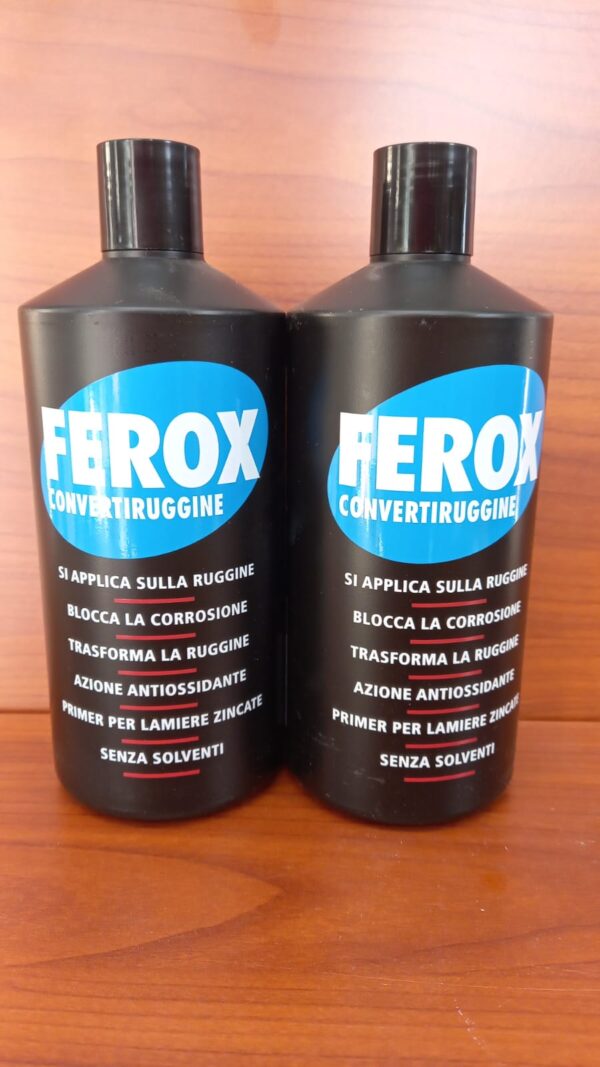 FEROX
CONVERTIRUGGINE
SI APPLICA SULLA RUGGINE
BLOCCA LA CORROSIONE
TRASFORMA LA RUGGINE
AZIONE ANTIOSSIDANTE
PRIMER PER LAMIERE ZINCATE
SENZA SOLVENTI
FEROX
CONVERTIRUGGINE
SI APPLICA SULLA RUGGINE
BLOCCA LA CORROSIONE
TRASFORMA LA RUGGINE
AZIONE ANTIOSSIDANTE
PRIMER PER LAMIERE ZINCATE
SENZA SOLVENTI